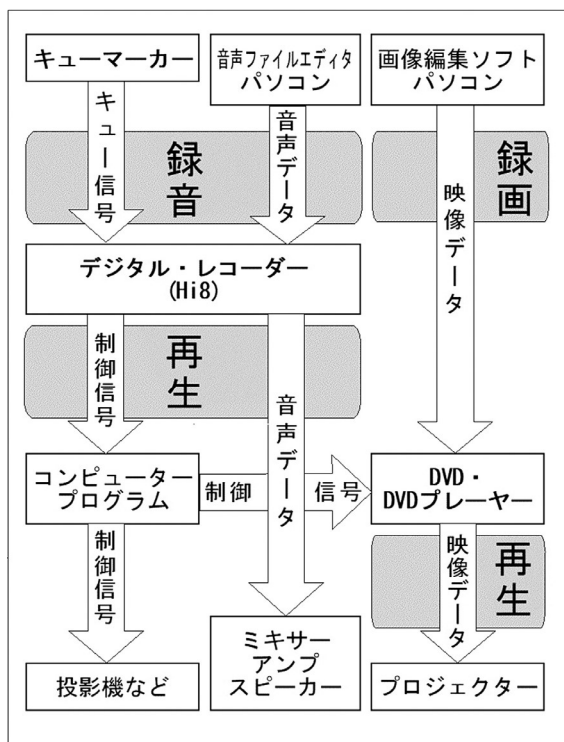 キューマーカー
音声ファイルエディタ
パソコン
画像編集ソフト
パソコン
キュー信号
音声データ
映像データ
録音
録画
デジタル・レコーダー
(Hi8)
制御信号
再生
音声データ
コンピューター
プログラム
制御 信号
DVD・
DVDプレーヤー
制御信号
映像データ
再生
投影機など
ミキサー
アンプ
スピーカー
プロジェクター